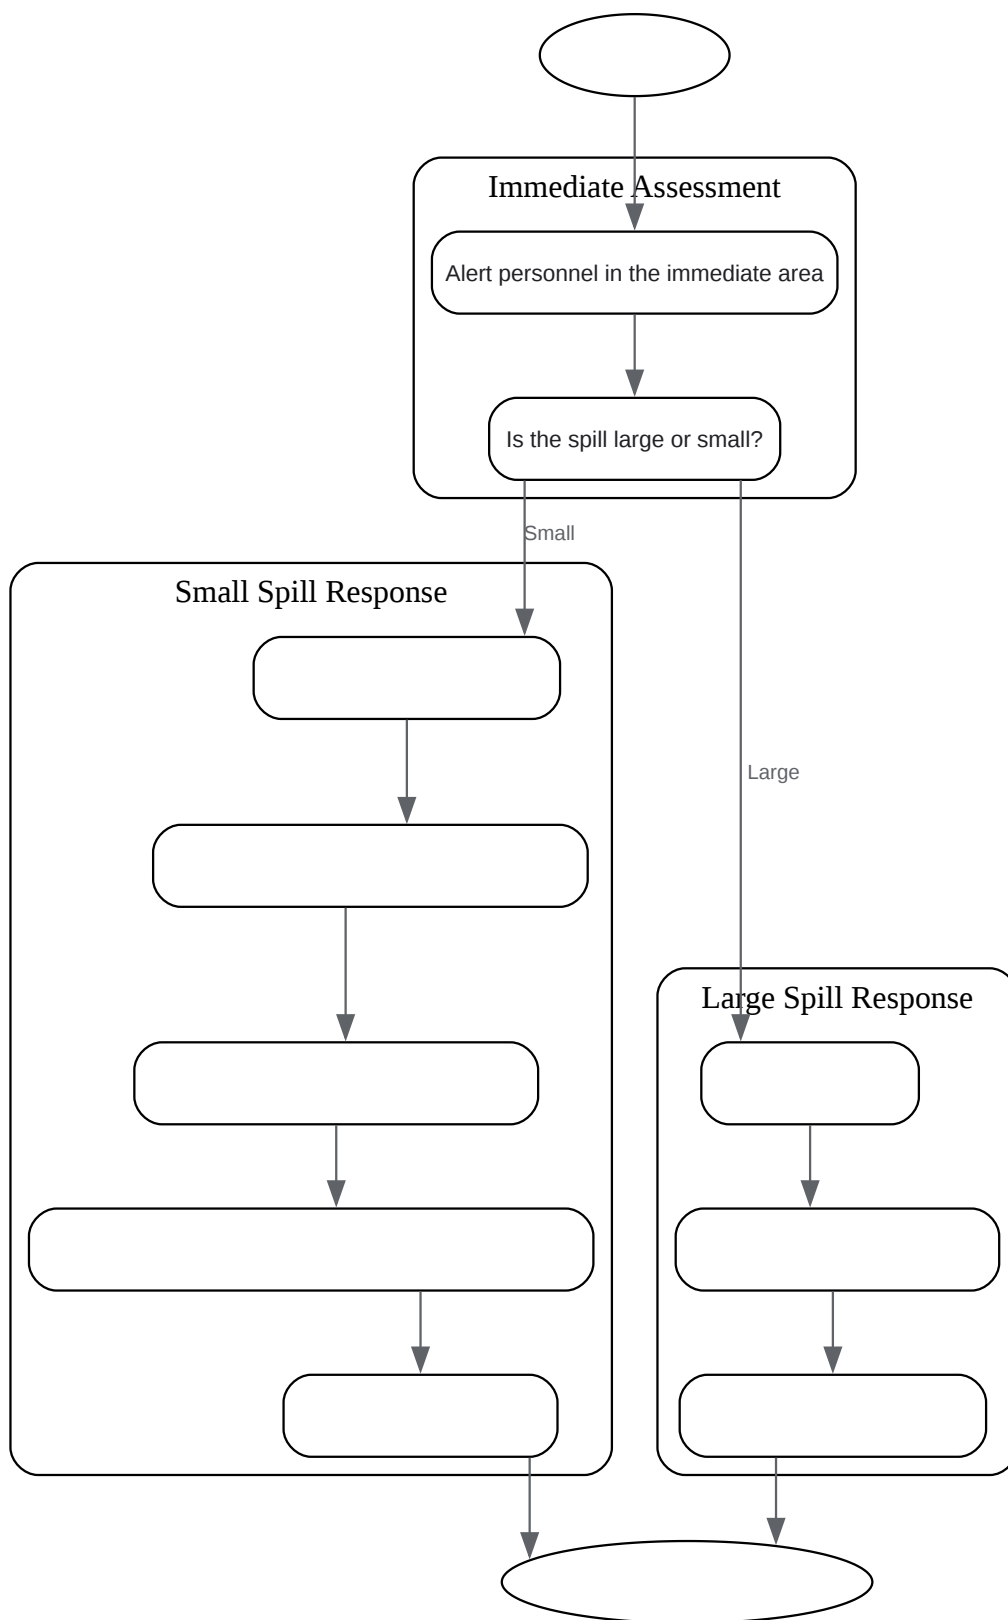 Immediate Assessment
Alert personnel in the immediate area
Is the spill large or small?
Small
Small Spill Response
Large
Large Spill Response